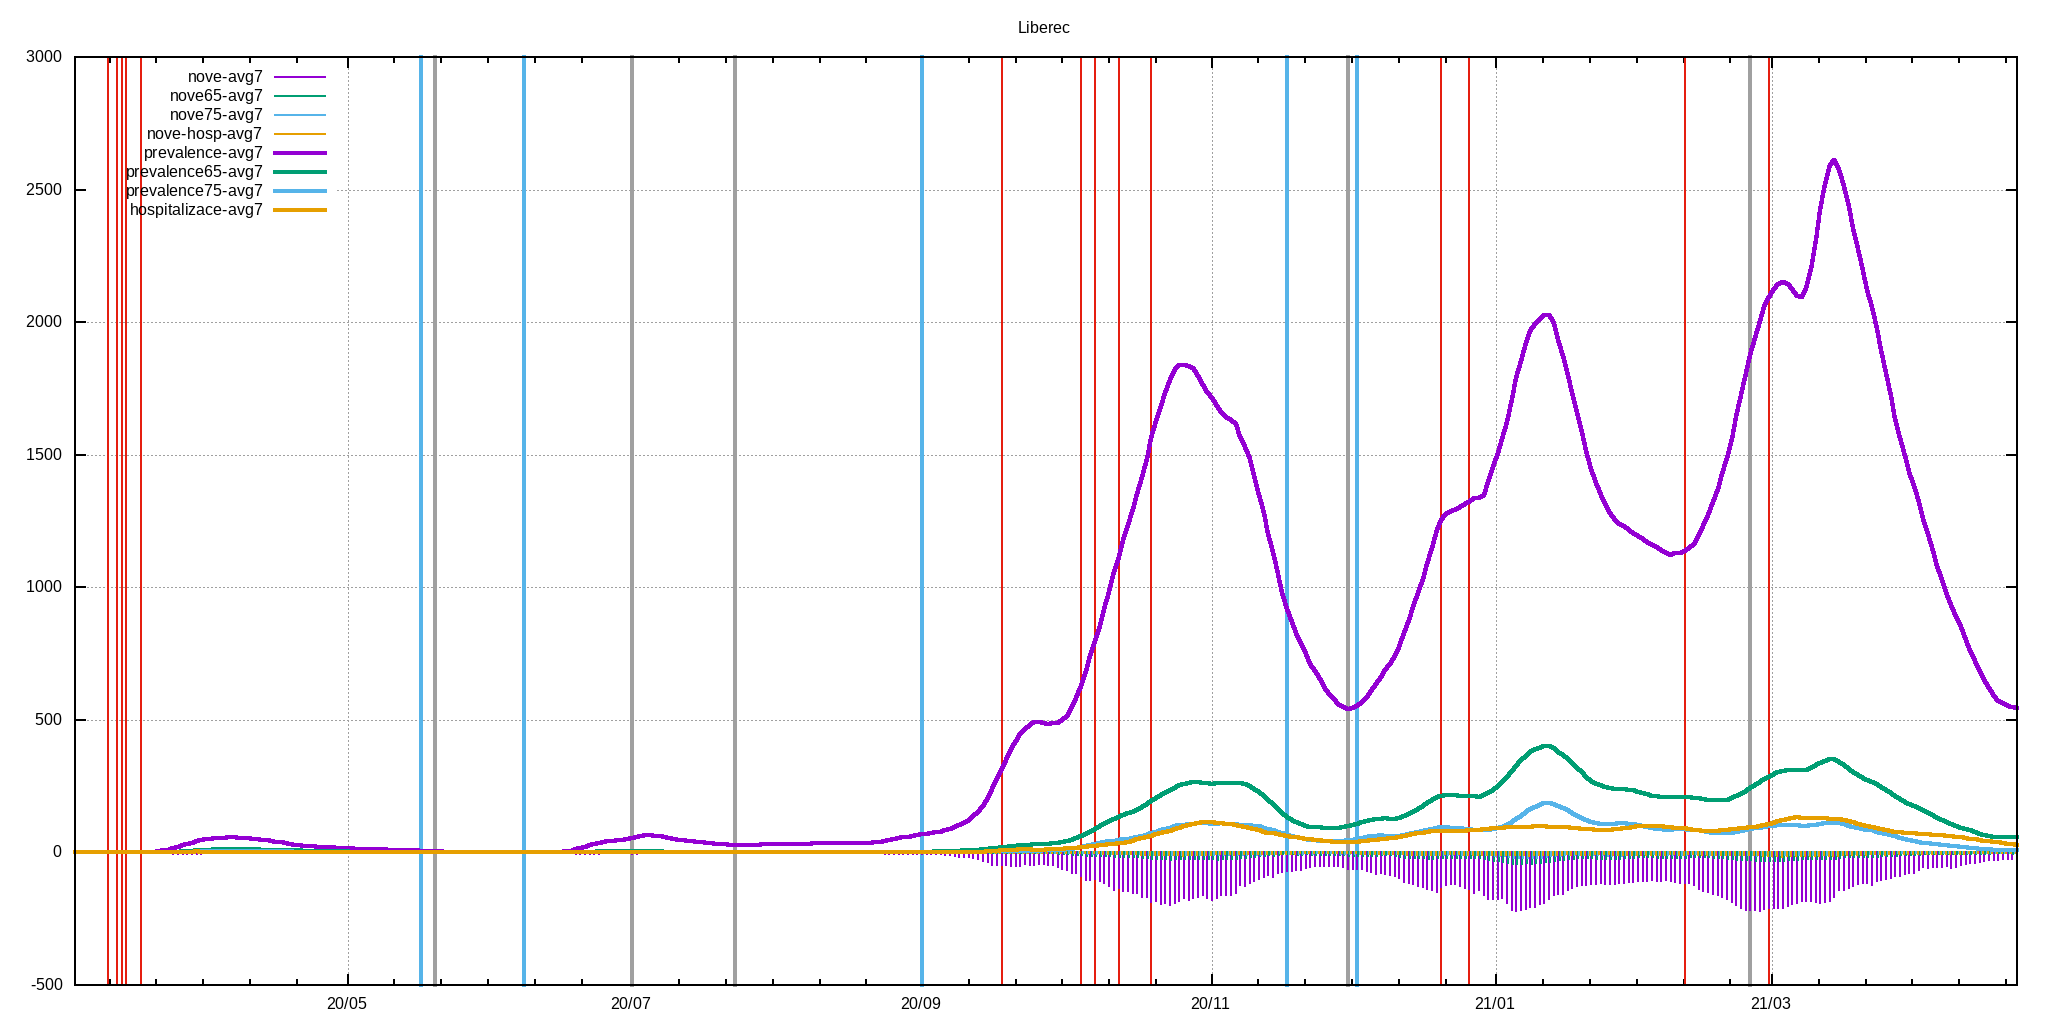 Liberec
3000
2500
2000
1500
1000
500
0
-500
nove-avg7
nove65-avg7
nove75-avg7
nove-hosp-avg7
prevalence-avg7
prevalence65-avg7
prevalence75-avg7
hospitalizace-avg7
20/05
20/07
20/09
20/11
21/01
21/03